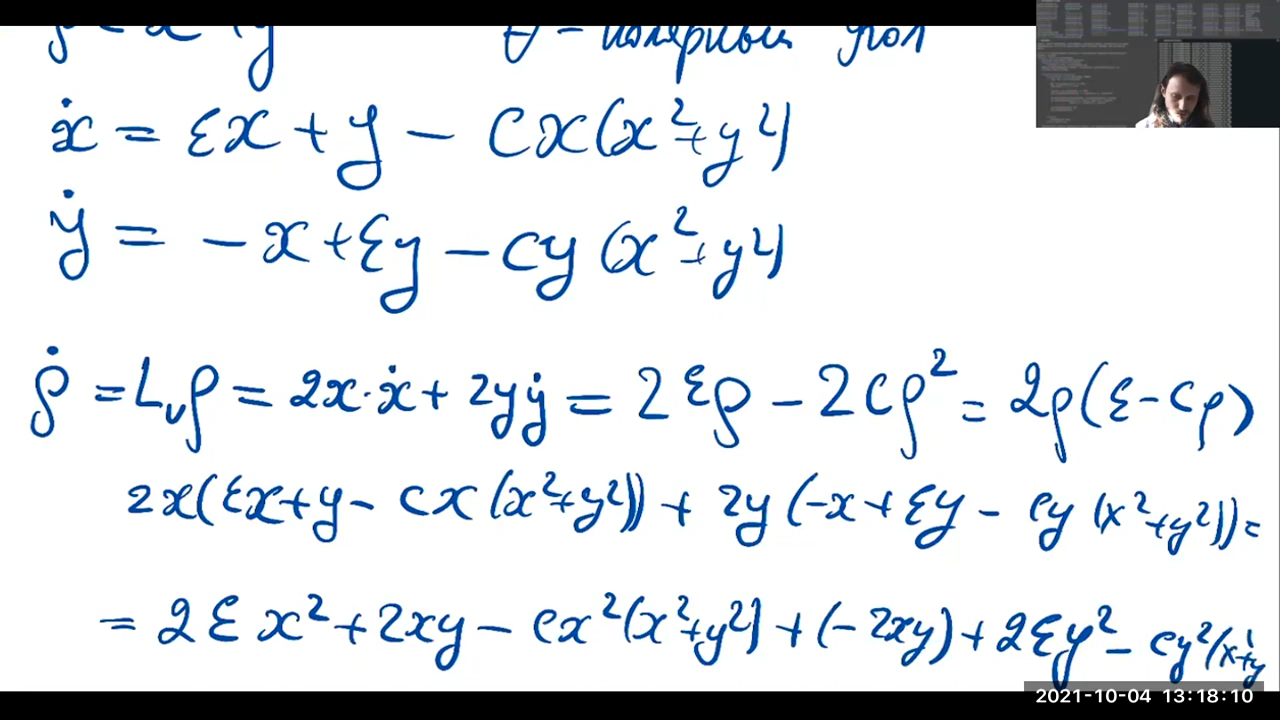 θ - полярный угол
ẋ = εx + y - cx(x²+y²)
ẏ = -x + εy - cy(x²+y²)
ρ̇ = L_v ρ = 2x·ẋ + 2yẏ = 2ερ - 2cρ² = 2ρ(ε - cρ)
2x(εx+y - cx(x²+y²)) + 2y(-x + εy - cy(x²+y²)) =
= 2εx² + 2xy - cx²(x²+y²) + (-2xy) + 2εy² - cy²(x+y
2021-10-04 13:18:10